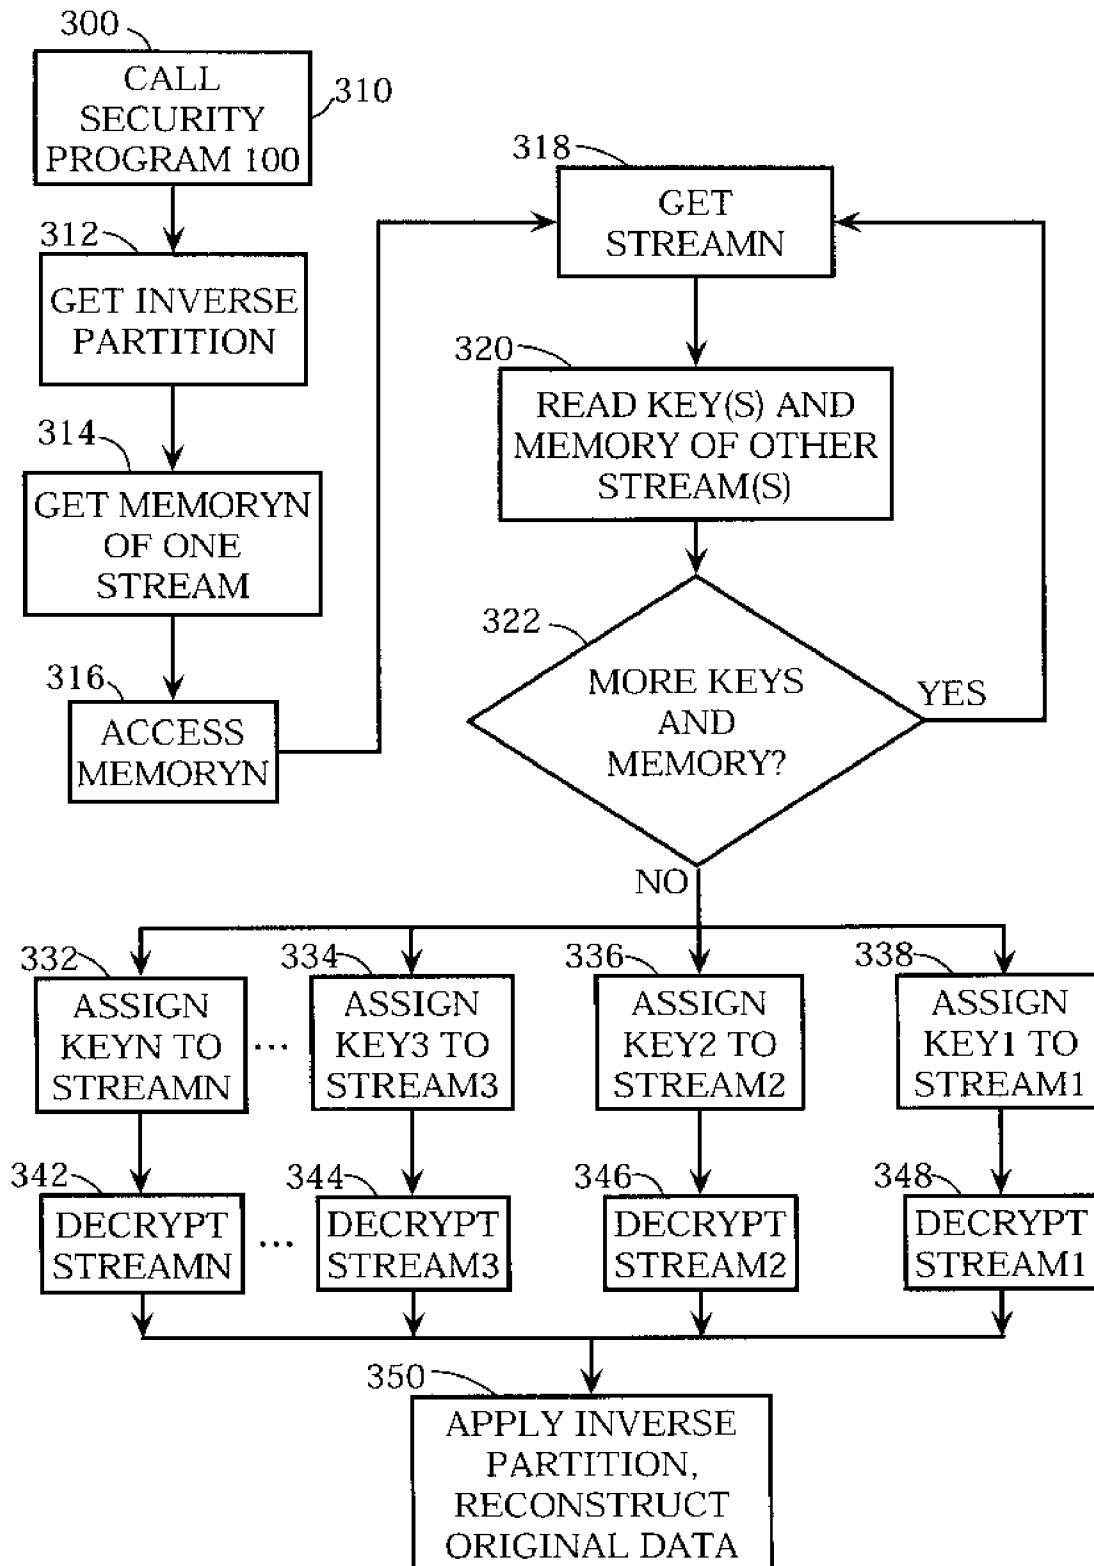 300
CALL
SECURITY
PROGRAM 100
310
312
GET INVERSE
PARTITION
314
GET MEMORYN
OF ONE
STREAM
316
ACCESS
MEMORYN
318
GET
STREAMN
320
READ KEY(S) AND
MEMORY OF OTHER
STREAM(S)
322
MORE KEYS
AND
MEMORY?
YES
NO
332
ASSIGN
KEYN TO
STREAMN
...
334
ASSIGN
KEY3 TO
STREAM3
336
ASSIGN
KEY2 TO
STREAM2
338
ASSIGN
KEY1 TO
STREAM1
342
DECRYPT
STREAMN
...
344
DECRYPT
STREAM3
346
DECRYPT
STREAM2
348
DECRYPT
STREAM1
350
APPLY INVERSE
PARTITION,
RECONSTRUCT
ORIGINAL DATA